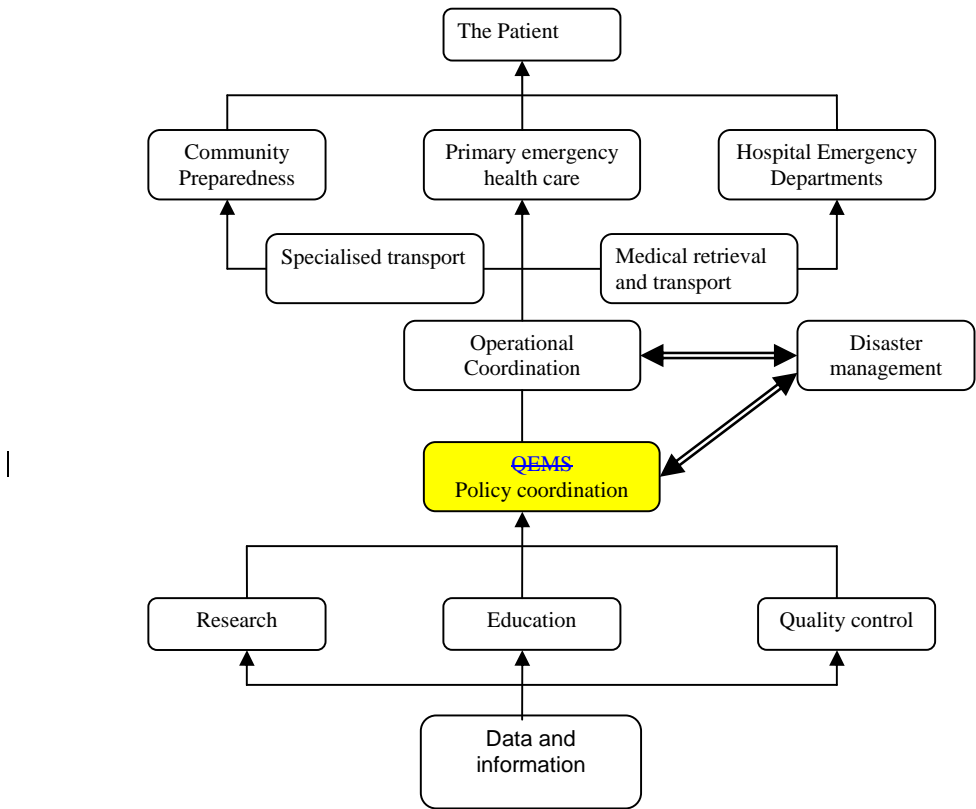 The Patient
Community
Preparedness
Primary emergency
health care
Hospital Emergency
Departments
Specialised transport
Medical retrieval
and transport
Operational
Coordination
Disaster
management
QEMS
Policy coordination
Research
Education
Quality control
Data and
information